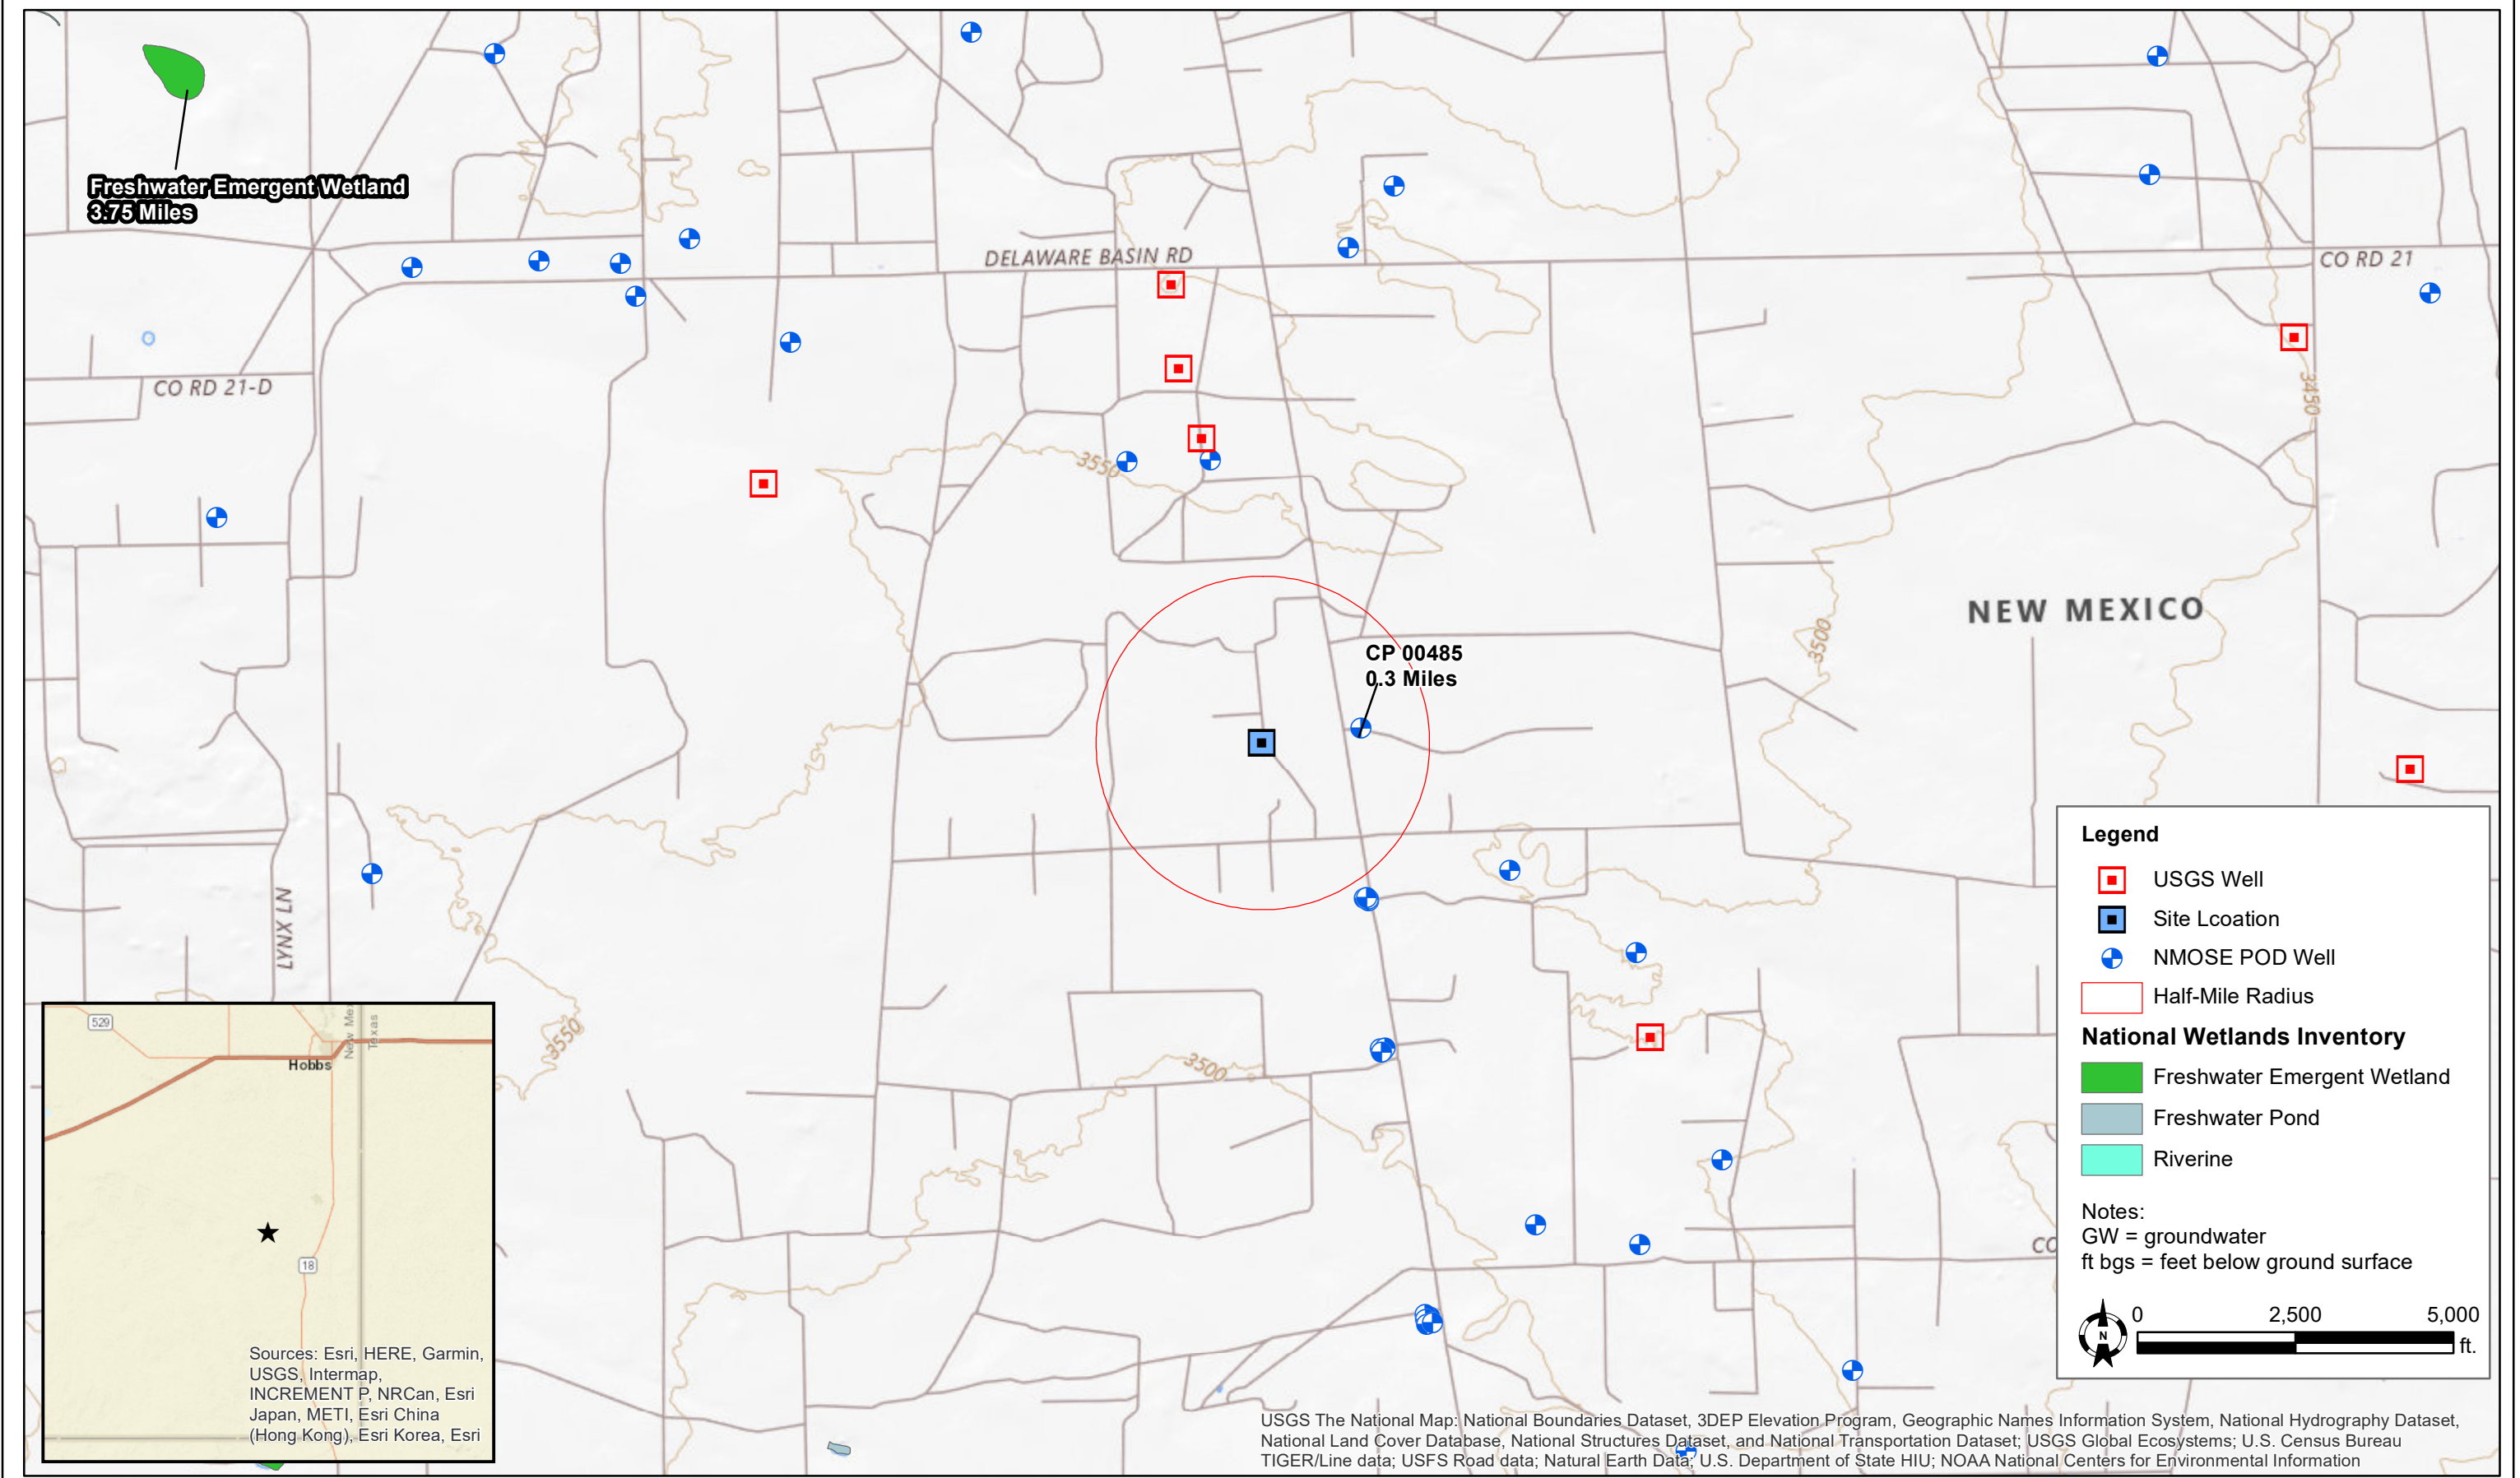 Freshwater Emergent Wetland
3.75 Miles
DELAWARE BASIN RD
CO RD 21
CO RD 21-D
3450
3550
NEW MEXICO
3500
CP 00485
0.3 Miles
LYNX LN
3550
3500
CO
Legend
USGS Well
Site Lcoation
NMOSE POD Well
Half-Mile Radius
National Wetlands Inventory
Freshwater Emergent Wetland
Freshwater Pond
Riverine
Notes:
GW = groundwater
ft bgs = feet below ground surface
N
0 2,500 5,000
ft.
529
New Mex
Texas
Hobbs
18
Sources: Esri, HERE, Garmin,
USGS, Intermap,
INCREMENT P, NRCan, Esri
Japan, METI, Esri China
(Hong Kong), Esri Korea, Esri
USGS The National Map: National Boundaries Dataset, 3DEP Elevation Program, Geographic Names Information System, National Hydrography Dataset,
National Land Cover Database, National Structures Dataset, and National Transportation Dataset; USGS Global Ecosystems; U.S. Census Bureau
TIGER/Line data; USFS Road data; Natural Earth Data; U.S. Department of State HIU; NOAA National Centers for Environmental Information